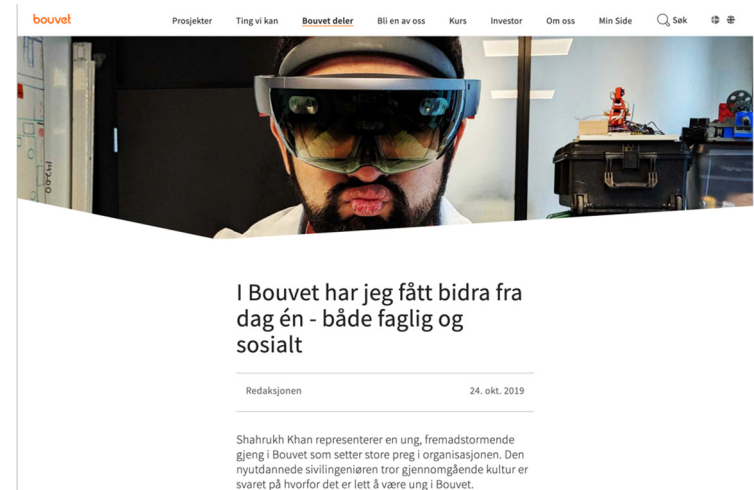 bouvet
Prosjekter Ting vi kan Bouvet deler Bli en av oss Kurs Investor Om oss Min Side Søk
I Bouvet har jeg fått bidra fra
dag én - både faglig og
sosialt
Redaksjonen 24. okt. 2019
Shahrukh Khan representerer en ung, fremadstormende
gjeng i Bouvet som setter store preg i organisasjonen. Den
nyutdannede sivilingeniøren tror gjennomgående kultur er
svaret på hvorfor det er lett å være ung i Bouvet.